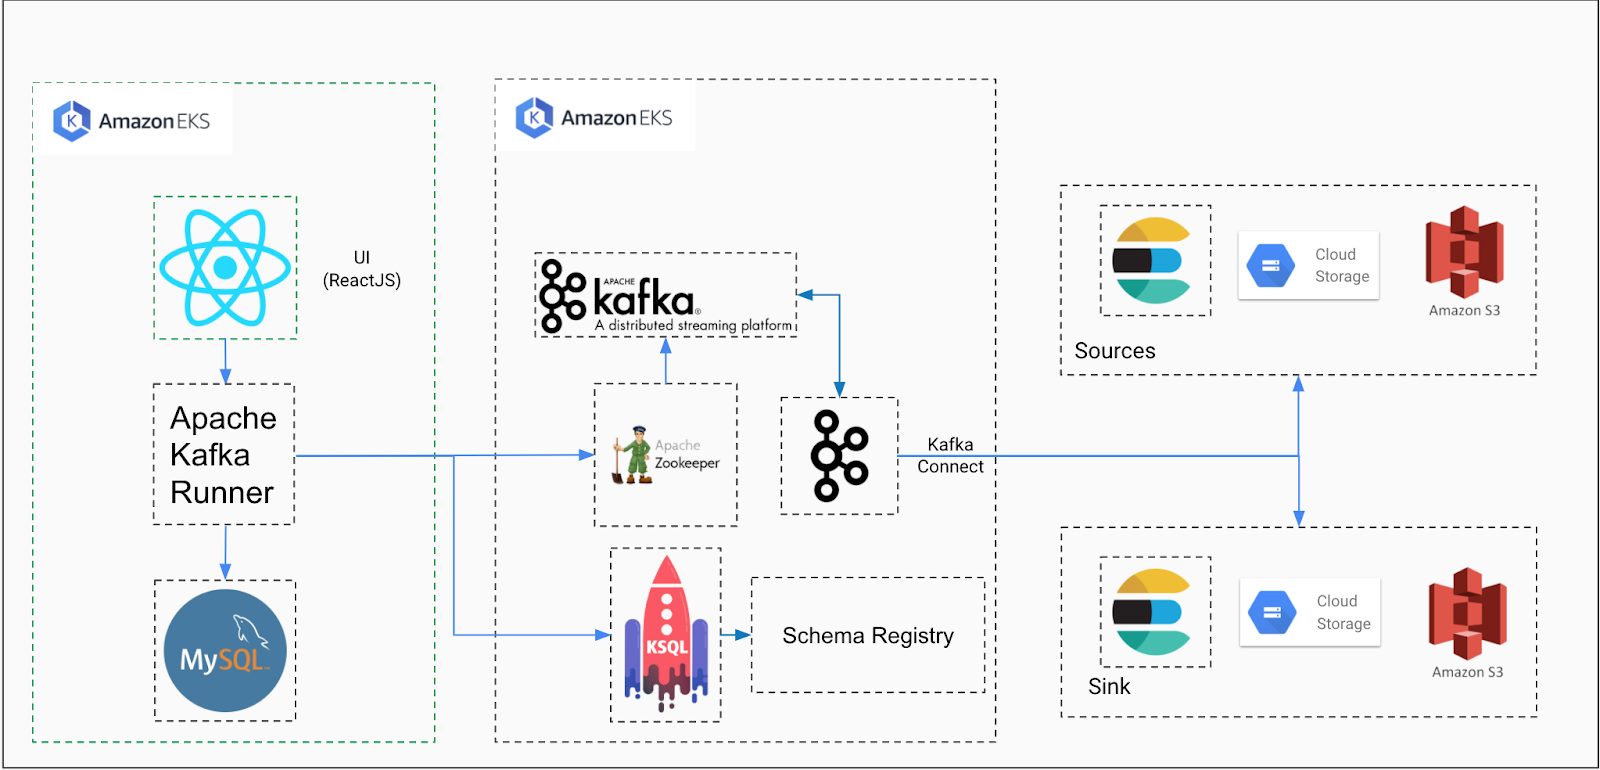 K
Amazon EKS
UI
(ReactJS)
Apache
Kafka
Runner
MySQL
K
Amazon EKS
APACHE
kafka®
A distributed streaming platform
Apache
Zookeeper
Kafka
Connect
KSQL
Schema Registry
Cloud
Storage
Amazon S3
Sources
Cloud
Storage
Amazon S3
Sink